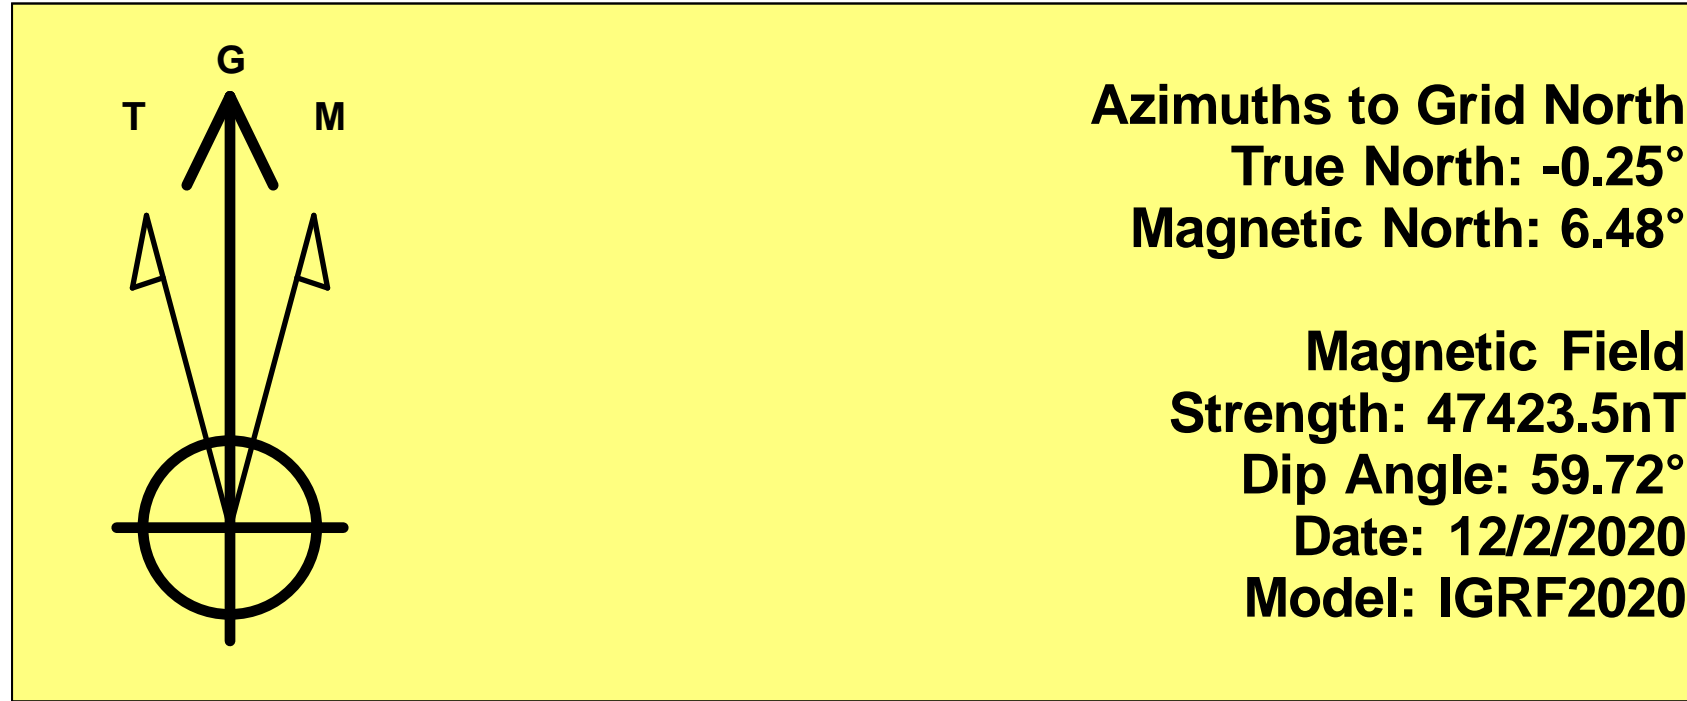 G
T M
Azimuths to Grid North
True North: -0.25°
Magnetic North: 6.48°
Magnetic Field
Strength: 47423.5nT
Dip Angle: 59.72°
Date: 12/2/2020
Model: IGRF2020